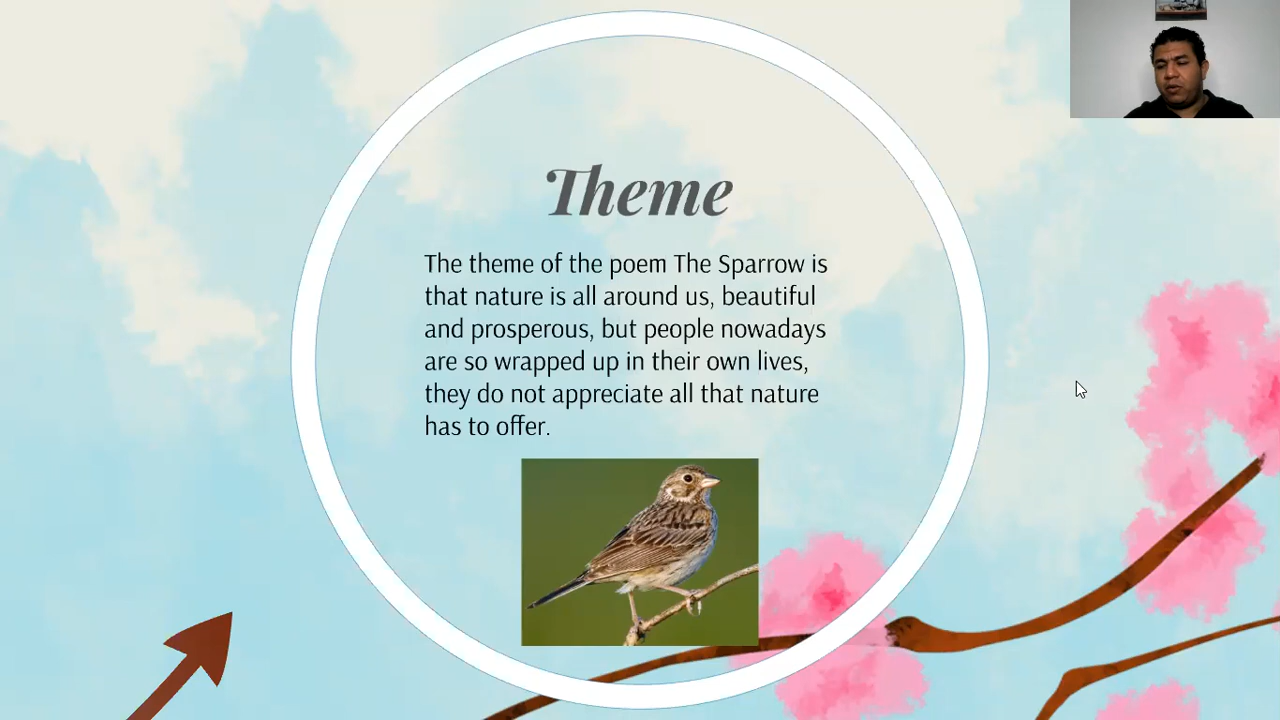 Theme
The theme of the poem The Sparrow is
that nature is all around us, beautiful
and prosperous, but people nowadays
are so wrapped up in their own lives,
they do not appreciate all that nature
has to offer.